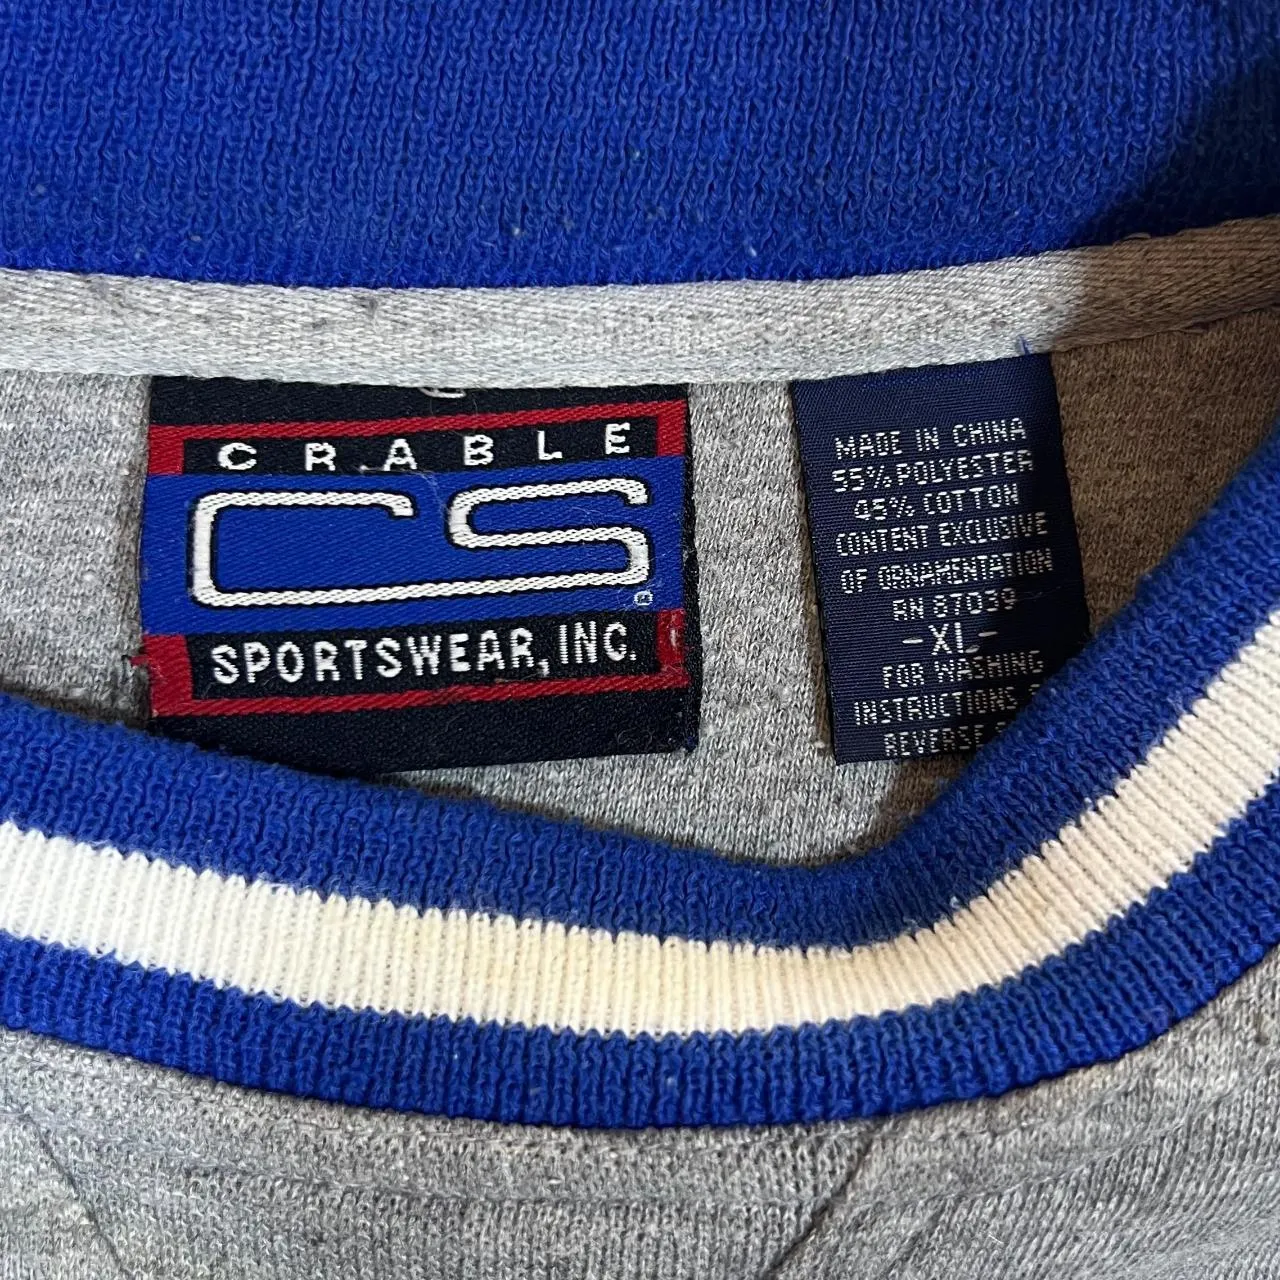 CRABLE
CS
®
SPORTSWEAR, INC.
MADE IN CHINA
55% POLYESTER
45% COTTON
CONTENT EXCLUSIVE
OF ORNAMENTATION
RN 87039
-XL-
FOR WASHING
INSTRUCTIONS
REVERSE